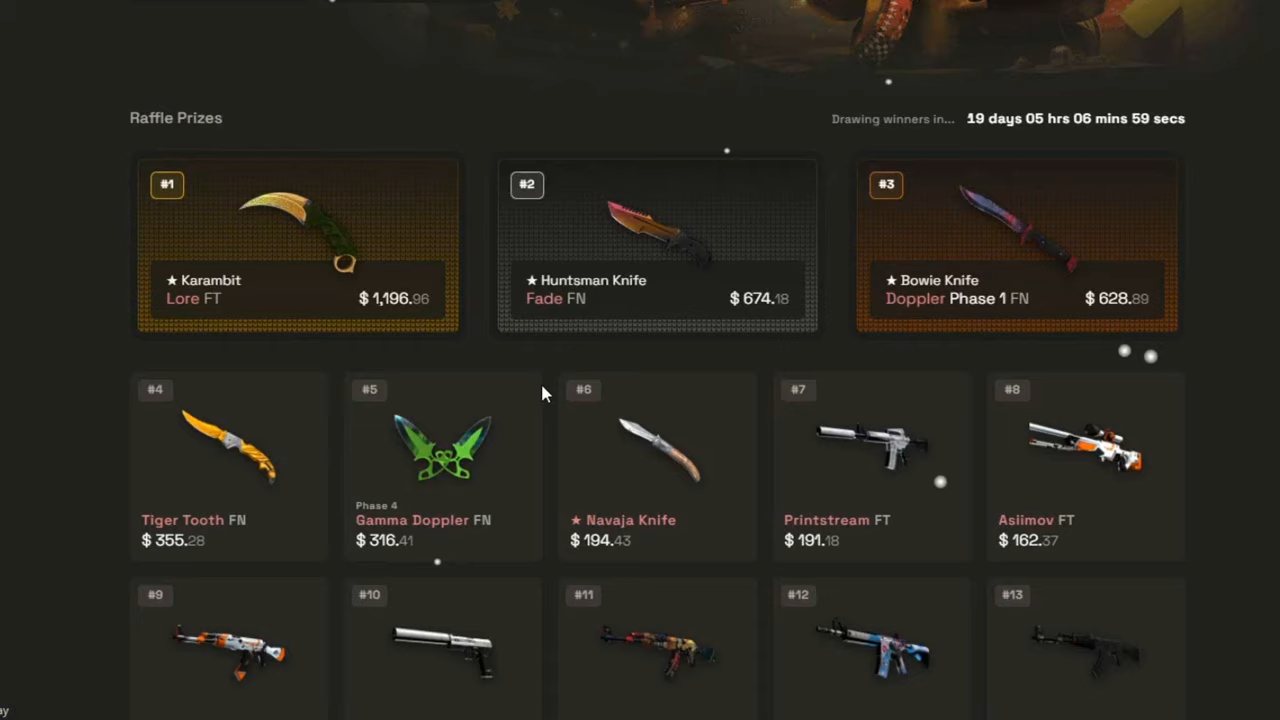 Raffle Prizes
Drawing winners in... 19 days 05 hrs 06 mins 59 secs
#1
★ Karambit
Lore FT $ 1,196.96
#2
★ Huntsman Knife
Fade FN $ 674.18
#3
★ Bowie Knife
Doppler Phase 1 FN $ 628.89
#4
Tiger Tooth FN
$ 355.28
#5
Phase 4
Gamma Doppler FN
$ 316.41
#6
★ Navaja Knife
$ 194.43
#7
Printstream FT
$ 191.18
#8
Asiimov FT
$ 162.37
#9
#10
#11
#12
#13
ay